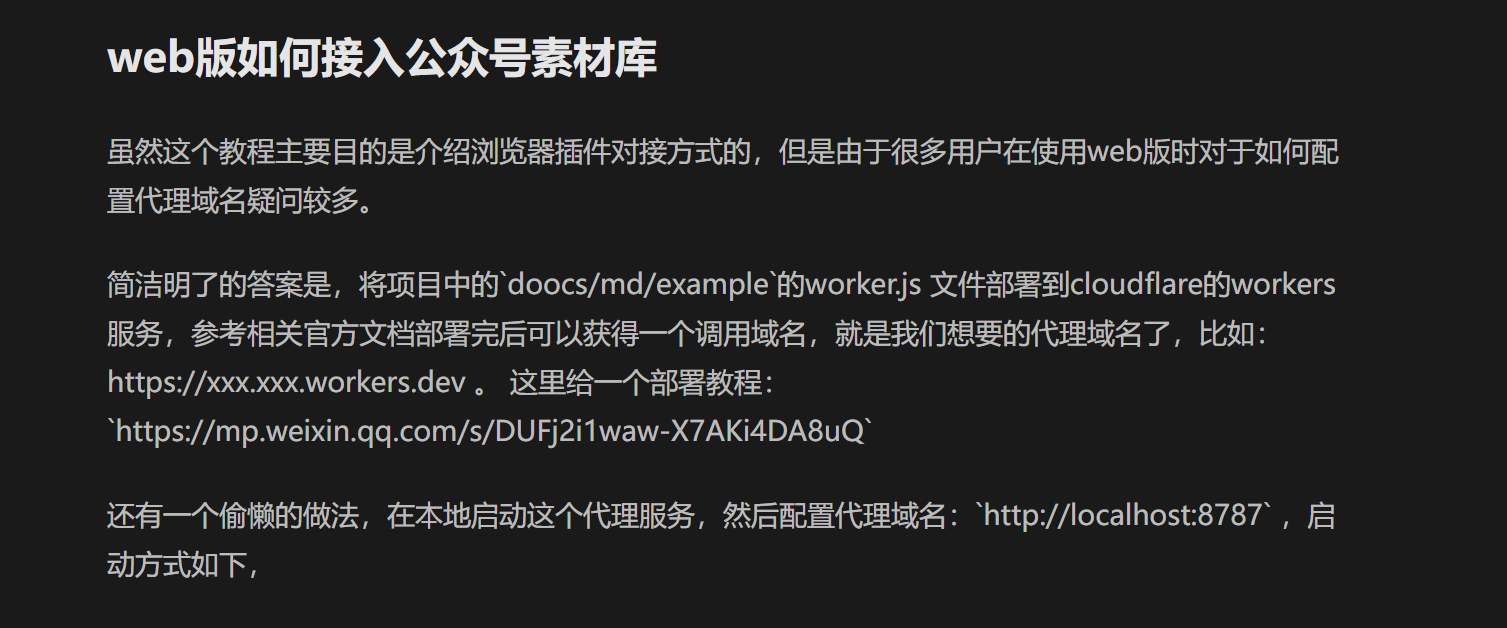 web版如何接入公众号素材库
虽然这个教程主要目的是介绍浏览器插件对接方式的，但是由于很多用户在使用web版时对于如何配
置代理域名疑问较多。
简洁明了的答案是，将项目中的`doocs/md/example`的worker.js 文件部署到cloudflare的workers
服务，参考相关官方文档部署完后可以获得一个调用域名，就是我们想要的代理域名了，比如：
https://xxx.xxx.workers.dev 。 这里给一个部署教程：
`https://mp.weixin.qq.com/s/DUFj2i1waw-X7AKi4DA8uQ`
还有一个偷懒的做法，在本地启动这个代理服务，然后配置代理域名：`http://localhost:8787` ，启
动方式如下，